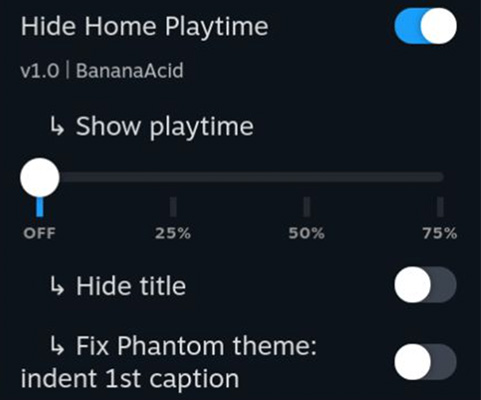 Hide Home Playtime
v1.0 | BananaAcid
↳ Show playtime
OFF 25% 50% 75%
↳ Hide title
↳ Fix Phantom theme:
indent 1st caption